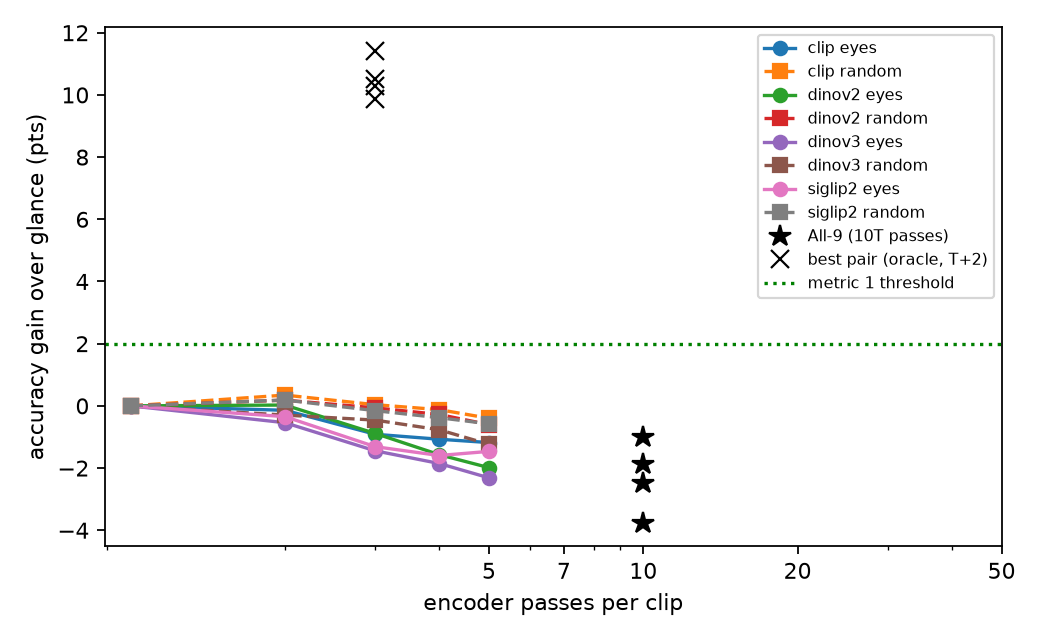 12
10
8
6
4
2
0
−2
−4
accuracy gain over glance (pts)
clip eyes
clip random
dinov2 eyes
dinov2 random
dinov3 eyes
dinov3 random
siglip2 eyes
siglip2 random
All-9 (10T passes)
best pair (oracle, T+2)
metric 1 threshold
5 7 10 20 50
encoder passes per clip